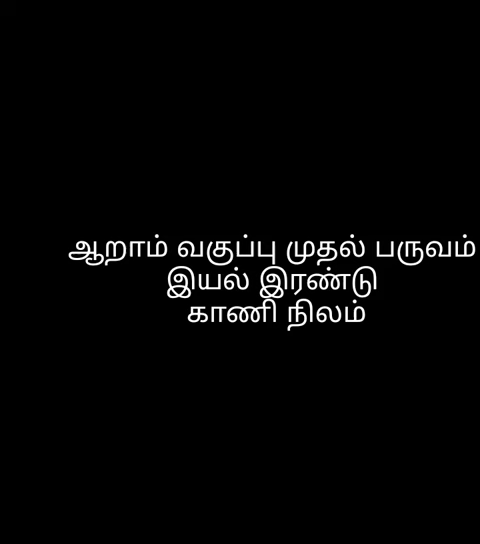 ஆறாம் வகுப்பு முதல் பருவம்
இயல் இரண்டு
காணி நிலம்